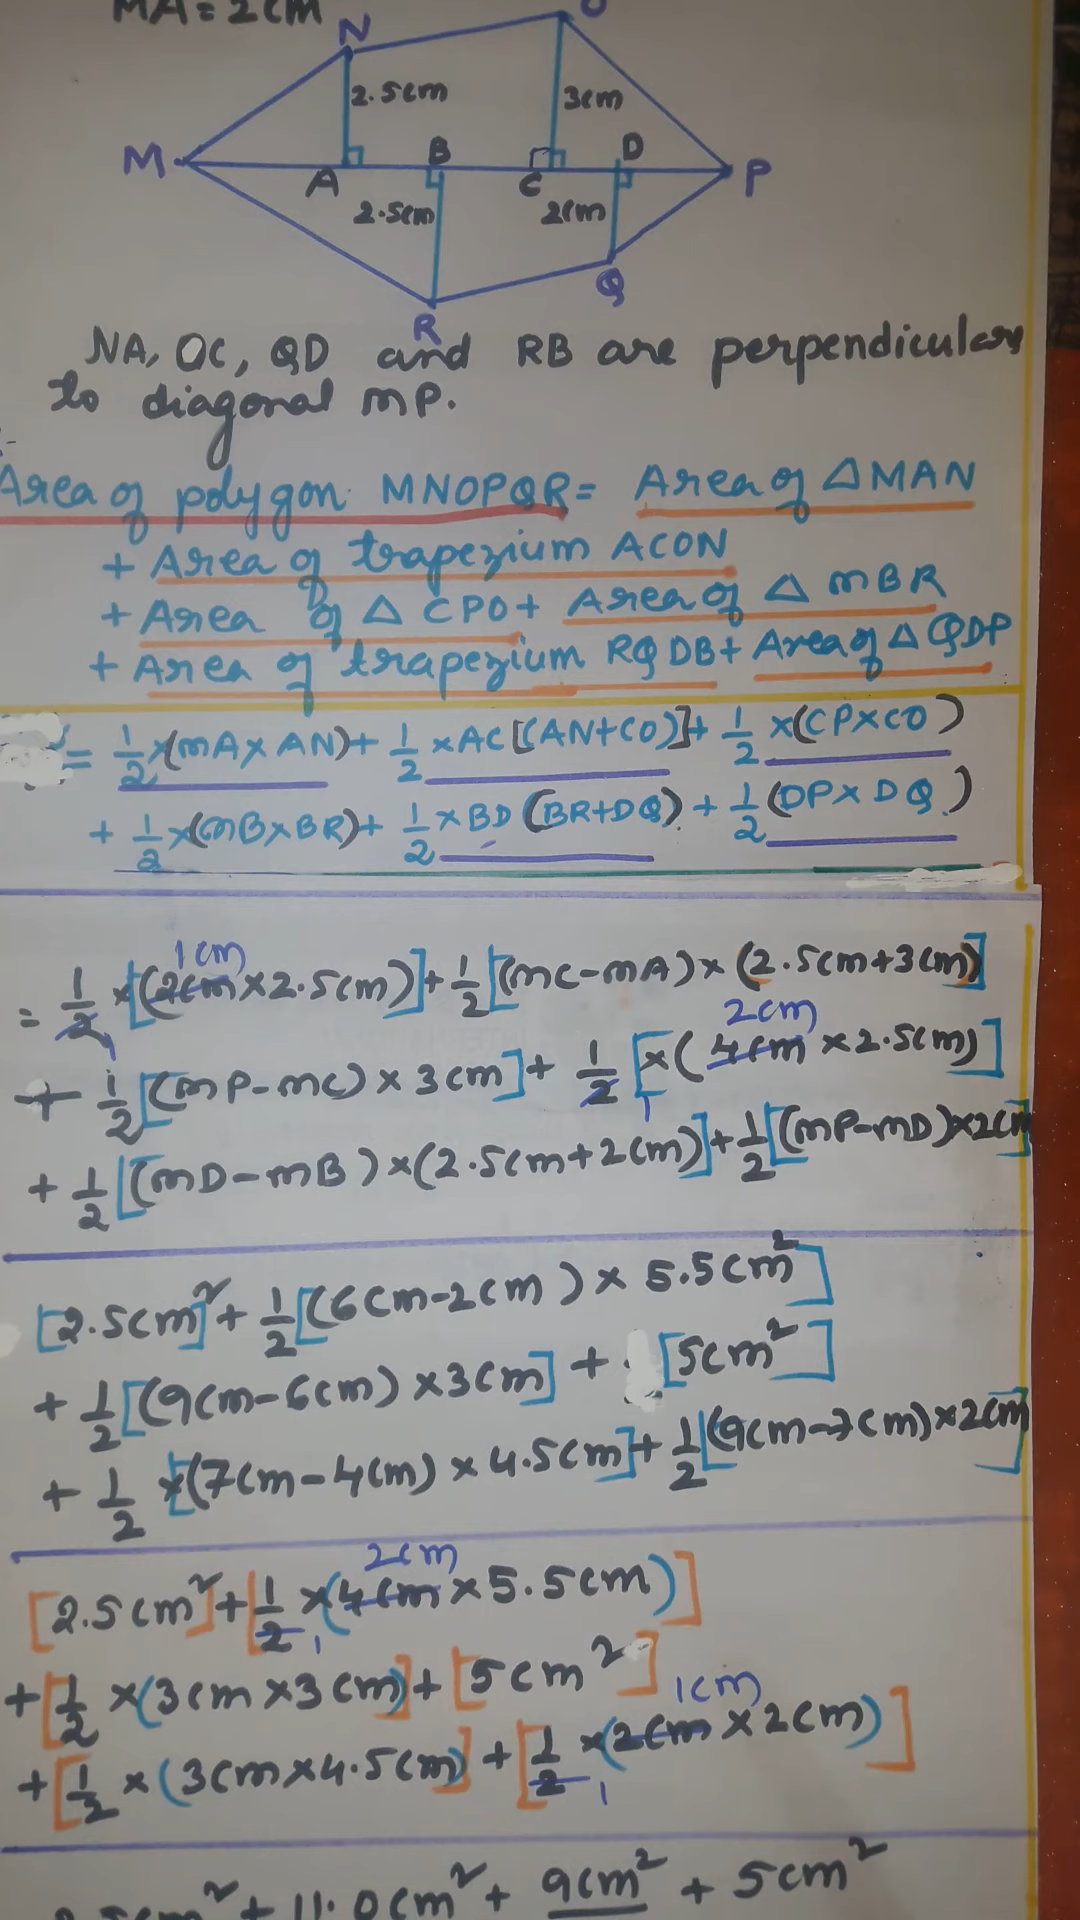 MA = 2cm
N O
2.5cm 3cm
M A B C D P
2.5cm 2cm
R Q
NA, OC, QD and RB are perpendiculars
to diagonal MP.
Area of polygon MNOPQR = Area of △MAN
+ Area of trapezium ACON
+ Area of △ CPO + Area of △ MBR
+ Area of trapezium RQDB + Area of △ QDP
= 1/2 ×(MA × AN) + 1/2 × AC [(AN+CO)] + 1/2 ×(CP×CO)
+ 1/2 ×(MB×BR) + 1/2 × BD (BR+DQ) + 1/2 (DP × DQ)
1cm
= 1/2 × [(2cm × 2.5cm)] + 1/2 [(MC - MA) × (2.5cm + 3cm)]
1 2cm
+ 1/2 [(MP - MC) × 3cm] + 1/2 [×(4cm × 2.5cm)]
1
+ 1/2 [(MD - MB) × (2.5cm + 2cm)] + 1/2 [(MP - MD) × 2cm]
[2.5cm]² + 1/2 [(6cm - 2cm) × 5.5cm²]
+ 1/2 [(9cm - 6cm) × 3cm] + [5cm²]
+ 1/2 ×[(7cm - 4cm) × 4.5cm] + 1/2 [(9cm - 7cm) × 2cm]
2cm
[2.5cm²] + [1/2 × (4cm × 5.5cm)]
1
+ [1/2 × (3cm × 3cm)] + [5cm²]
1cm
+ [1/2 × (3cm × 4.5cm)] + [1/2 × (2cm × 2cm)]
1
2.5cm² + 11.0cm² + 9cm² + 5cm²